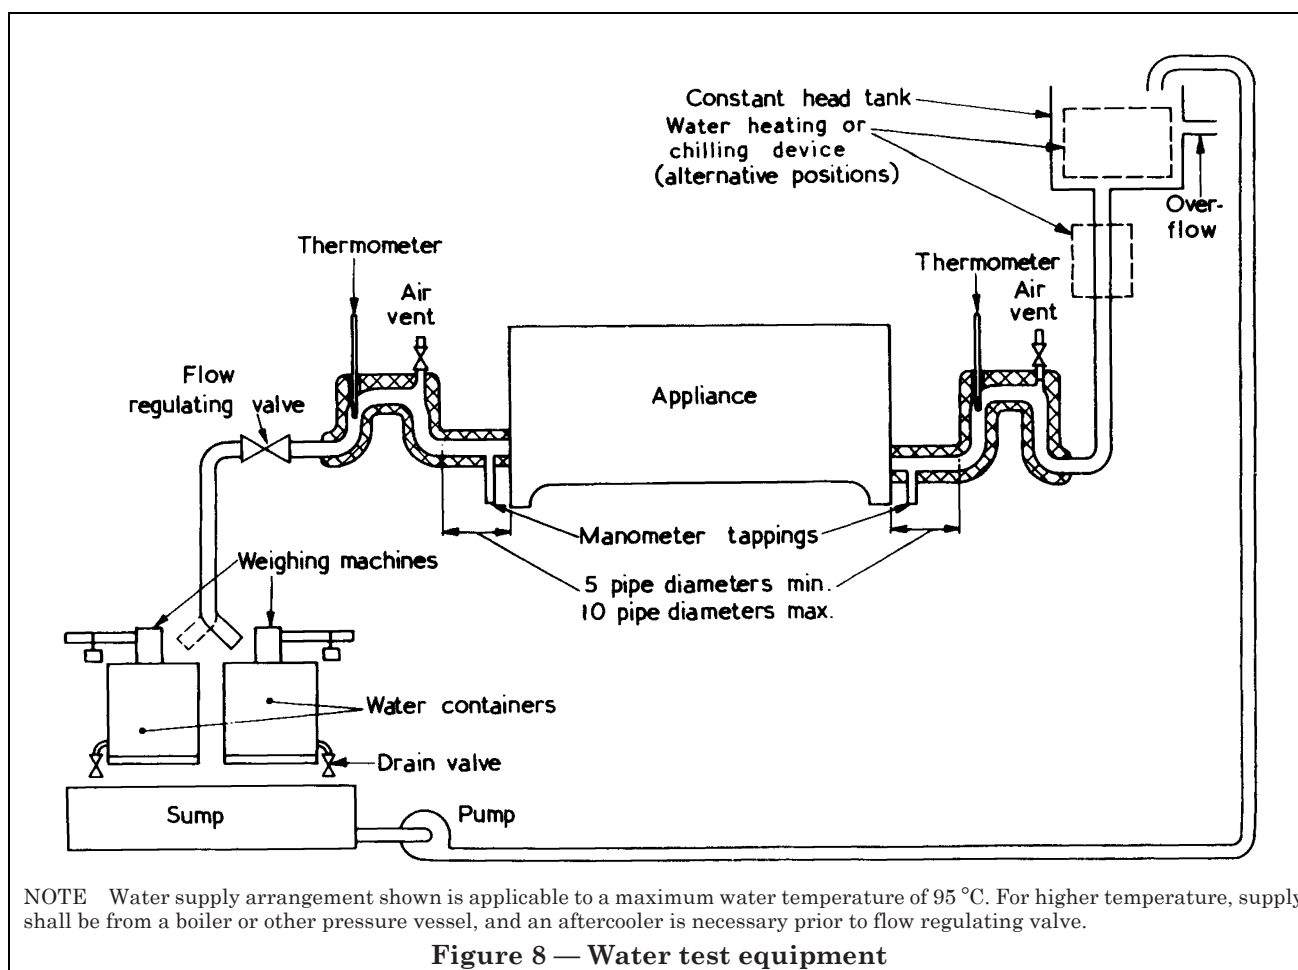 Constant head tank
Water heating or
chilling device
(alternative positions)
Over-
flow
Thermometer
Air
vent
Thermometer
Air
vent
Flow
regulating valve
Appliance
Manometer tappings
5 pipe diameters min.
10 pipe diameters max.
Weighing machines
Water containers
Drain valve
Sump
Pump
NOTE Water supply arrangement shown is applicable to a maximum water temperature of 95 °C. For higher temperature, supply
shall be from a boiler or other pressure vessel, and an aftercooler is necessary prior to flow regulating valve.
Figure 8 — Water test equipment